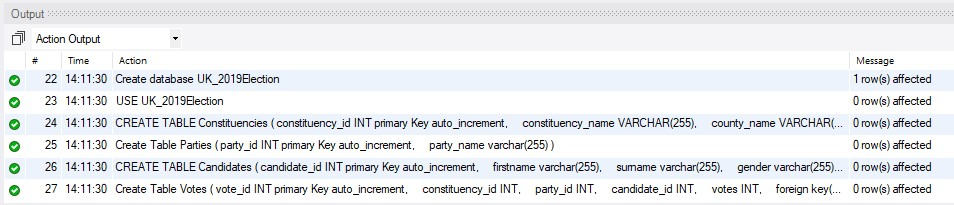 Output
Action Output
# Time Action Message
22 14:11:30 Create database UK_2019Election 1 row(s) affected
23 14:11:30 USE UK_2019Election 0 row(s) affected
24 14:11:30 CREATE TABLE Constituencies ( constituency_id INT primary Key auto_increment, constituency_name VARCHAR(255), county_name VARCHAR(... 0 row(s) affected
25 14:11:30 Create Table Parties ( party_id INT primary Key auto_increment, party_name varchar(255) ) 0 row(s) affected
26 14:11:30 CREATE TABLE Candidates ( candidate_id INT primary Key auto_increment, firstname varchar(255), surname varchar(255), gender varchar(255)... 0 row(s) affected
27 14:11:30 Create Table Votes ( vote_id INT primary Key auto_increment, constituency_id INT, party_id INT, candidate_id INT, votes INT, foreign key(... 0 row(s) affected